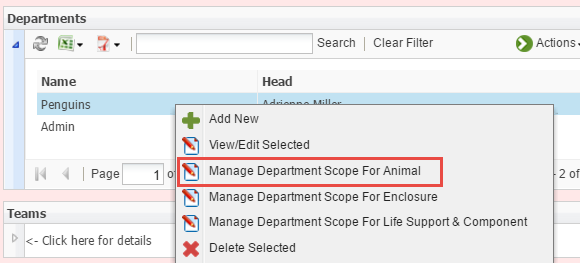 Departments
Search Clear Filter Actions
Name Head
Penguins Adrienne Miller
Admin
Add New
View/Edit Selected
Manage Department Scope For Animal
Manage Department Scope For Enclosure
Manage Department Scope For Life Support & Component
Delete Selected
Page 1 - 2 of
Teams
<- Click here for details